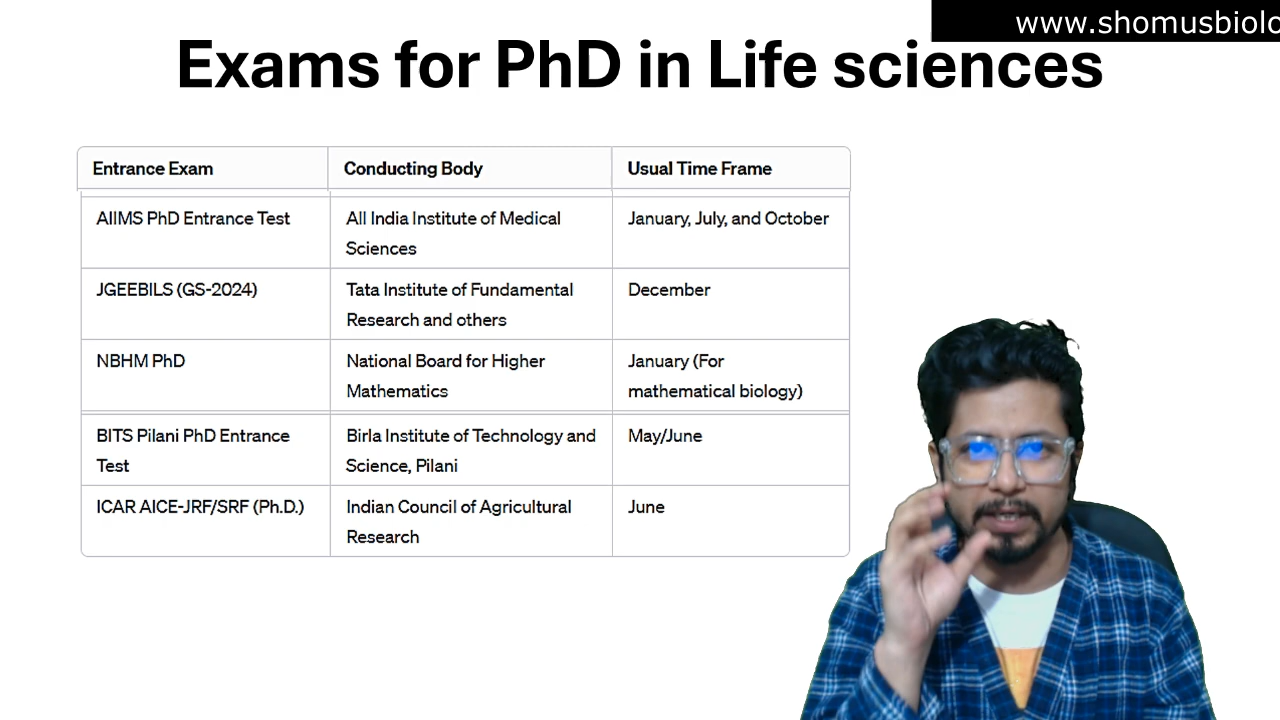 www.shomusbiolo
Exams for PhD in Life sciences
Entrance Exam Conducting Body Usual Time Frame
AIIMS PhD Entrance Test All India Institute of Medical January, July, and October
Sciences
JGEEBILS (GS-2024) Tata Institute of Fundamental December
Research and others
NBHM PhD National Board for Higher January (For
Mathematics mathematical biology)
BITS Pilani PhD Entrance Birla Institute of Technology and May/June
Test Science, Pilani
ICAR AICE-JRF/SRF (Ph.D.) Indian Council of Agricultural June
Research